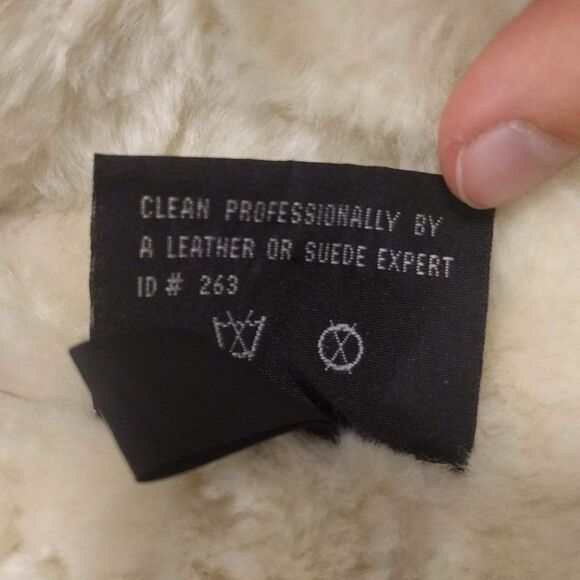 CLEAN PROFESSIONALLY BY
A LEATHER OR SUEDE EXPERT
ID # 263